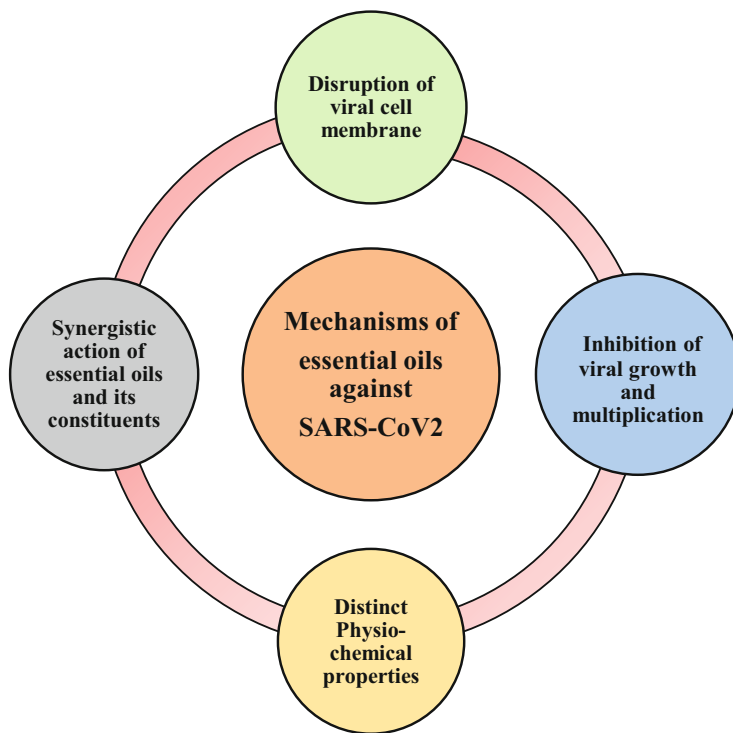 Disruption of
viral cell
membrane
Synergistic
action of
essential oils
and its
constituents
Mechanisms of
essential oils
against
SARS-CoV2
Inhibition of
viral growth
and
multiplication
Distinct
Physio-
chemical
properties